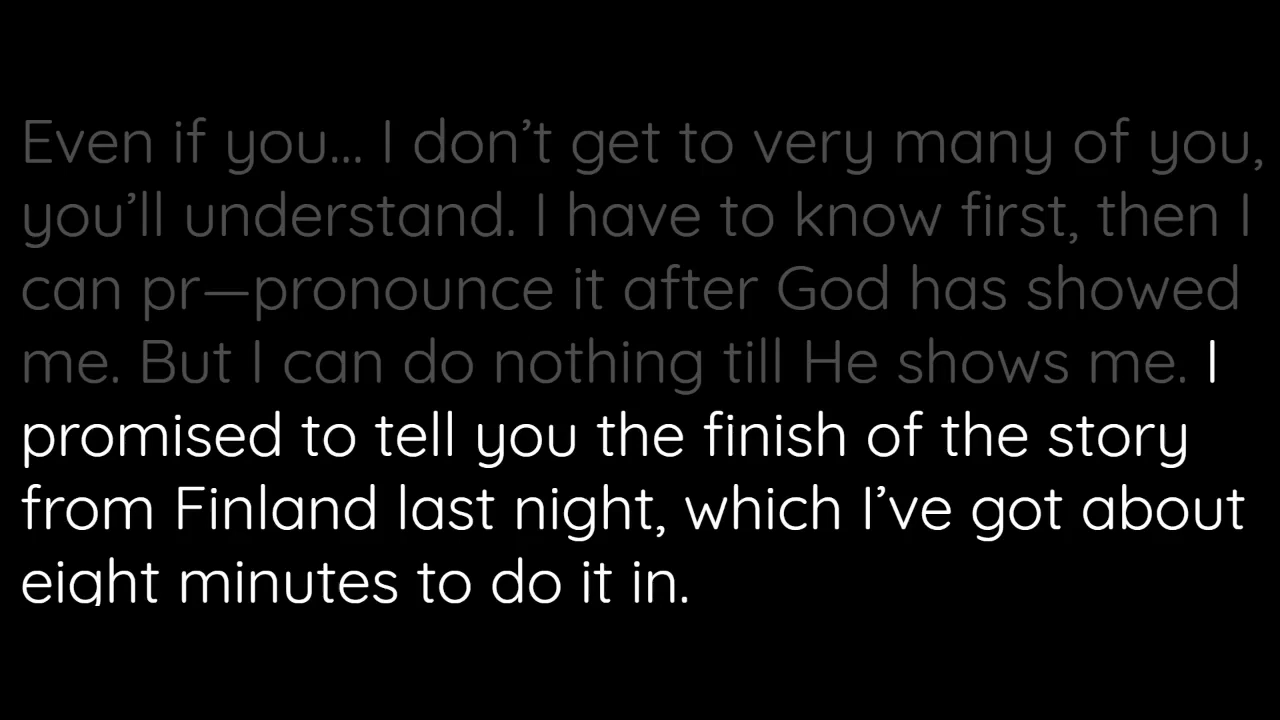 Even if you... I don’t get to very many of you,
you’ll understand. I have to know first, then I
can pr—pronounce it after God has showed
me. But I can do nothing till He shows me. I
promised to tell you the finish of the story
from Finland last night, which I’ve got about
eight minutes to do it in.